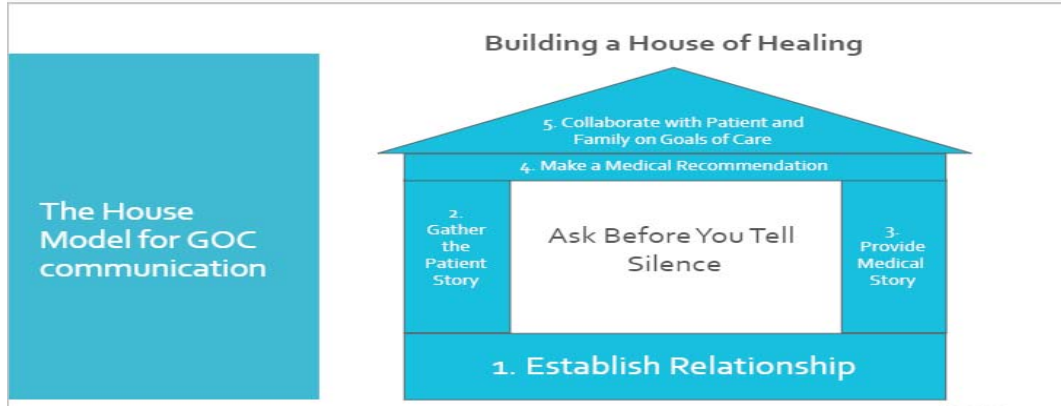 The House
Model for GOC
communication
Building a House of Healing
5. Collaborate with Patient and
Family on Goals of Care
4. Make a Medical Recommendation
2.
Gather
the
Patient
Story
Ask Before You Tell
Silence
3.
Provide
Medical
Story
1. Establish Relationship